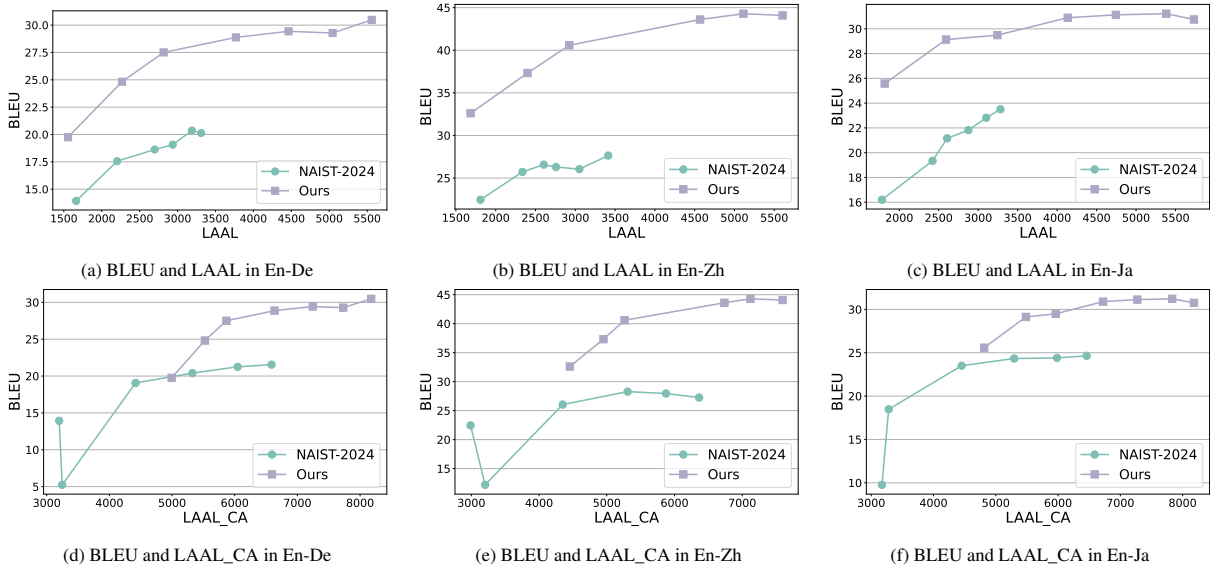 30.0
27.5
25.0
22.5
20.0
17.5
15.0
BLEU
1500 2000 2500 3000 3500 4000 4500 5000 5500
LAAL
NAIST-2024
Ours
(a) BLEU and LAAL in En-De
45
40
35
30
25
BLEU
1500 2000 2500 3000 3500 4000 4500 5000 5500
LAAL
NAIST-2024
Ours
(b) BLEU and LAAL in En-Zh
30
28
26
24
22
20
18
16
BLEU
2000 2500 3000 3500 4000 4500 5000 5500
LAAL
NAIST-2024
Ours
(c) BLEU and LAAL in En-Ja
30
25
20
15
10
5
BLEU
3000 4000 5000 6000 7000 8000
LAAL_CA
NAIST-2024
Ours
(d) BLEU and LAAL_CA in En-De
45
40
35
30
25
20
15
BLEU
3000 4000 5000 6000 7000
LAAL_CA
NAIST-2024
Ours
(e) BLEU and LAAL_CA in En-Zh
30
25
20
15
10
BLEU
3000 4000 5000 6000 7000 8000
LAAL_CA
NAIST-2024
Ours
(f) BLEU and LAAL_CA in En-Ja